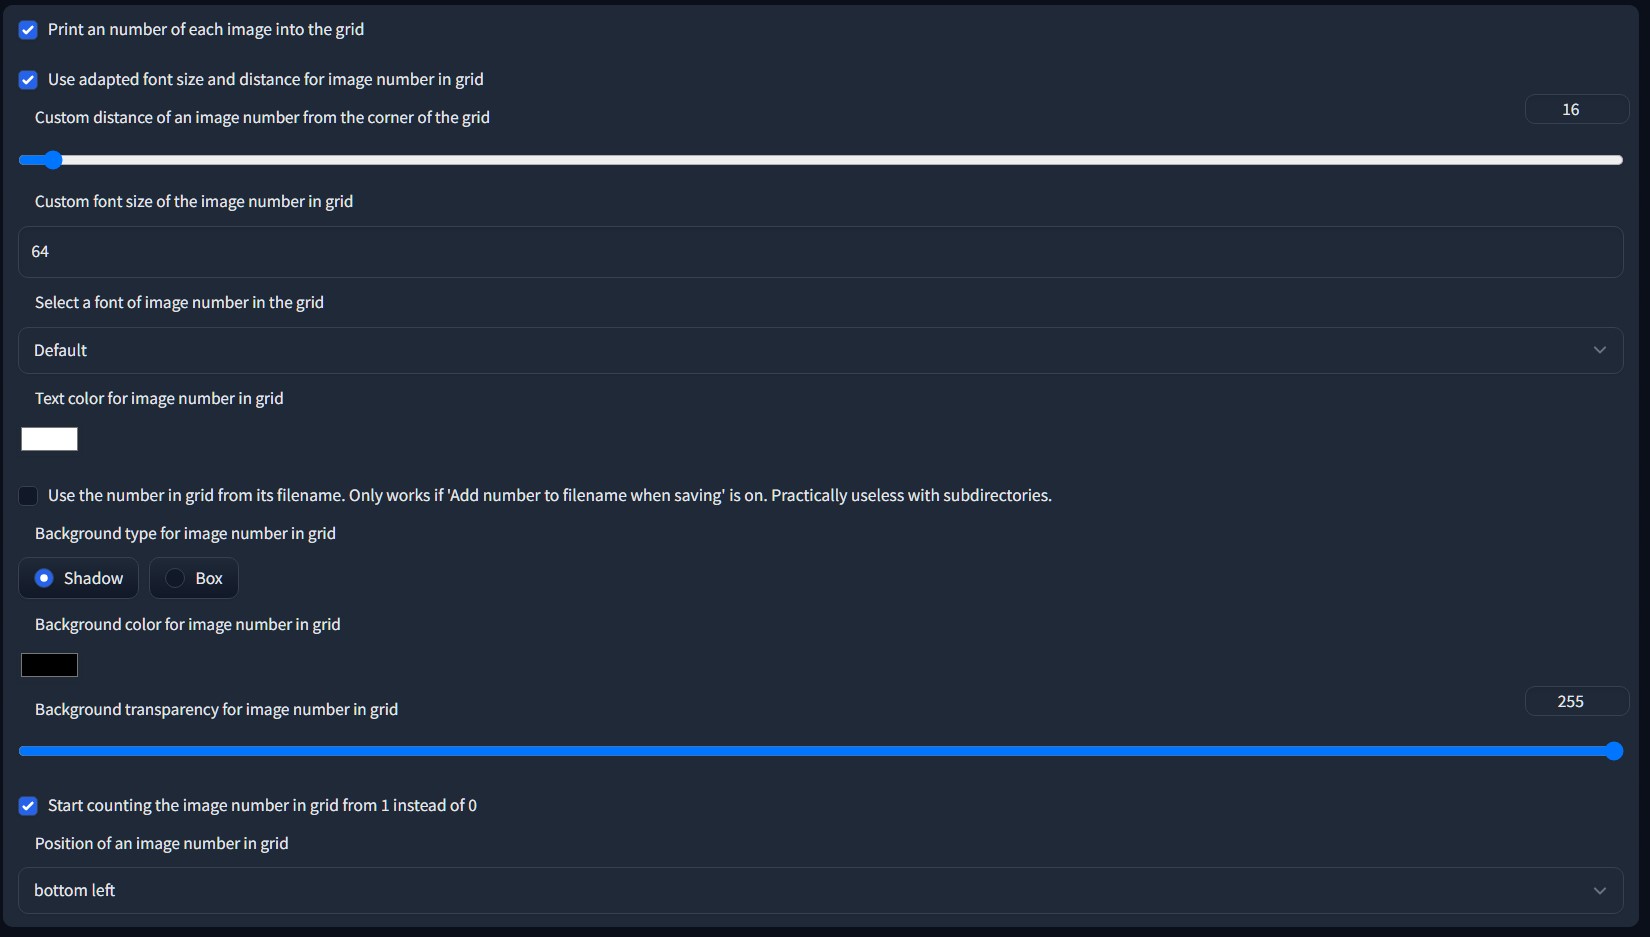 Print an number of each image into the grid
Use adapted font size and distance for image number in grid
Custom distance of an image number from the corner of the grid
16
Custom font size of the image number in grid
64
Select a font of image number in the grid
Default
Text color for image number in grid
Use the number in grid from its filename. Only works if 'Add number to filename when saving' is on. Practically useless with subdirectories.
Background type for image number in grid
Shadow Box
Background color for image number in grid
Background transparency for image number in grid
255
Start counting the image number in grid from 1 instead of 0
Position of an image number in grid
bottom left